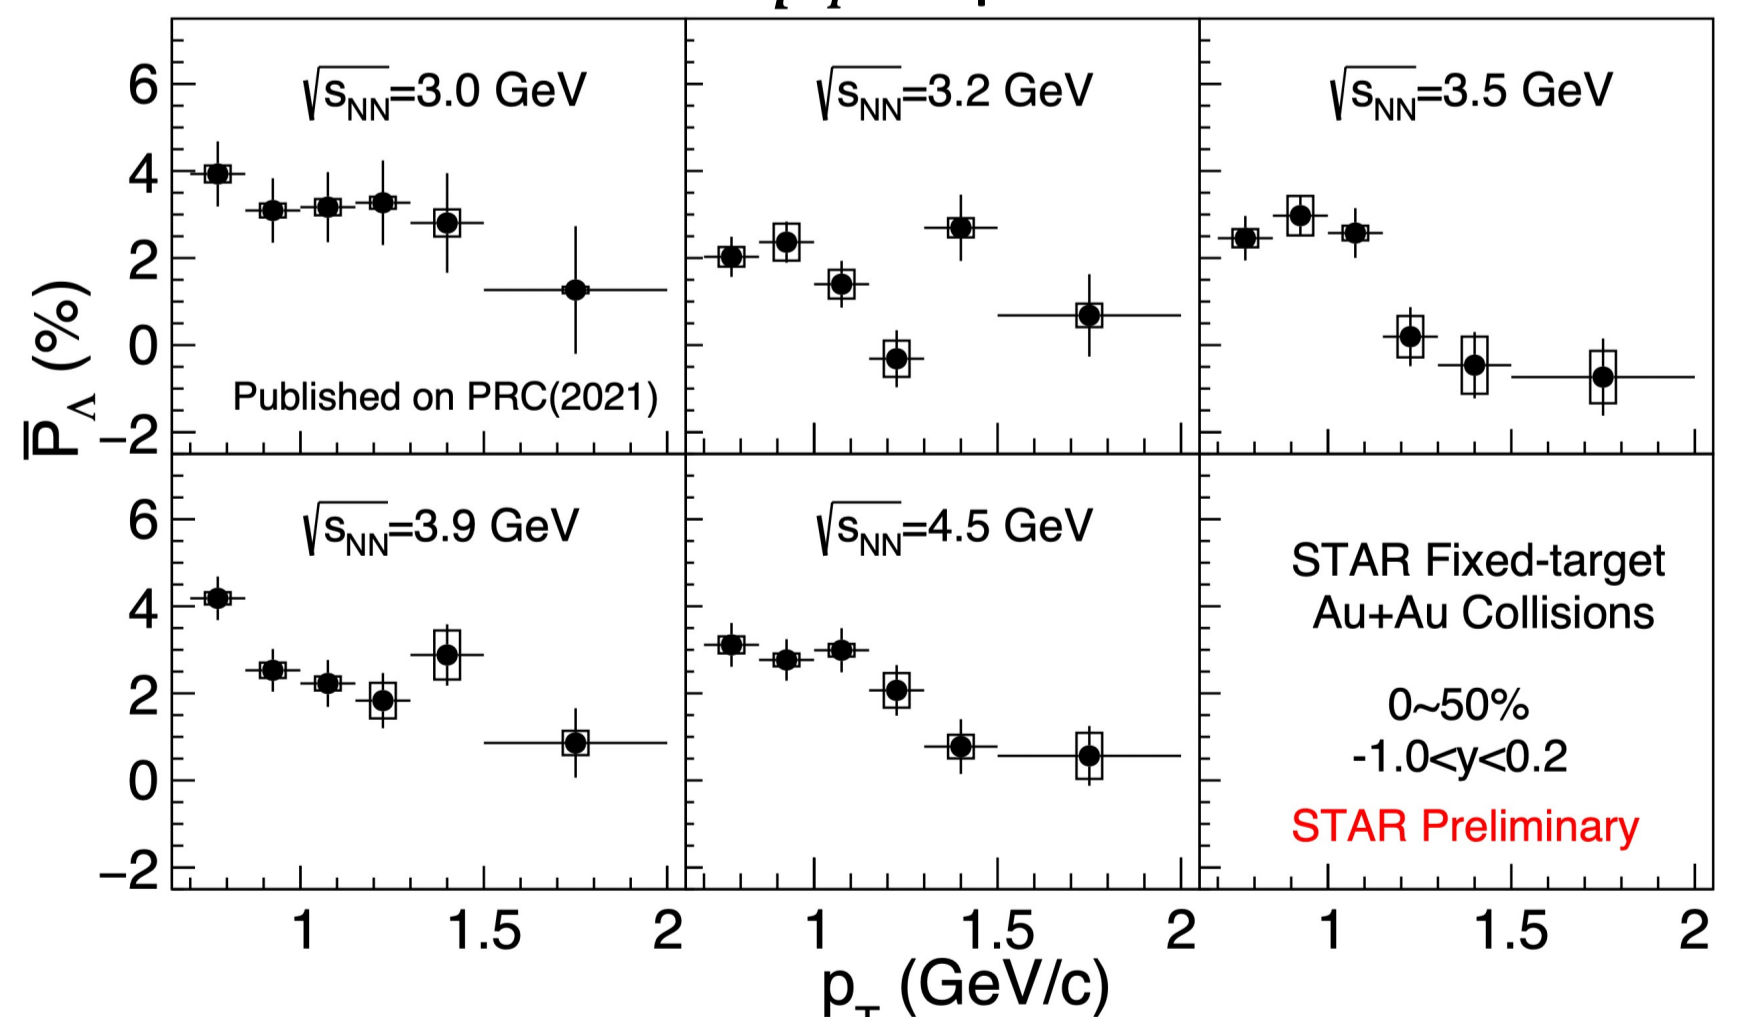 √sNN=3.0 GeV
√sNN=3.2 GeV
√sNN=3.5 GeV
6
4
2
0
−2
Published on PRC(2021)
P̅Λ (%)
√sNN=3.9 GeV
√sNN=4.5 GeV
6
4
2
0
−2
STAR Fixed-target
Au+Au Collisions
0~50%
-1.0<y<0.2
STAR Preliminary
1 1.5 2 1 1.5 2 1 1.5 2
pT (GeV/c)